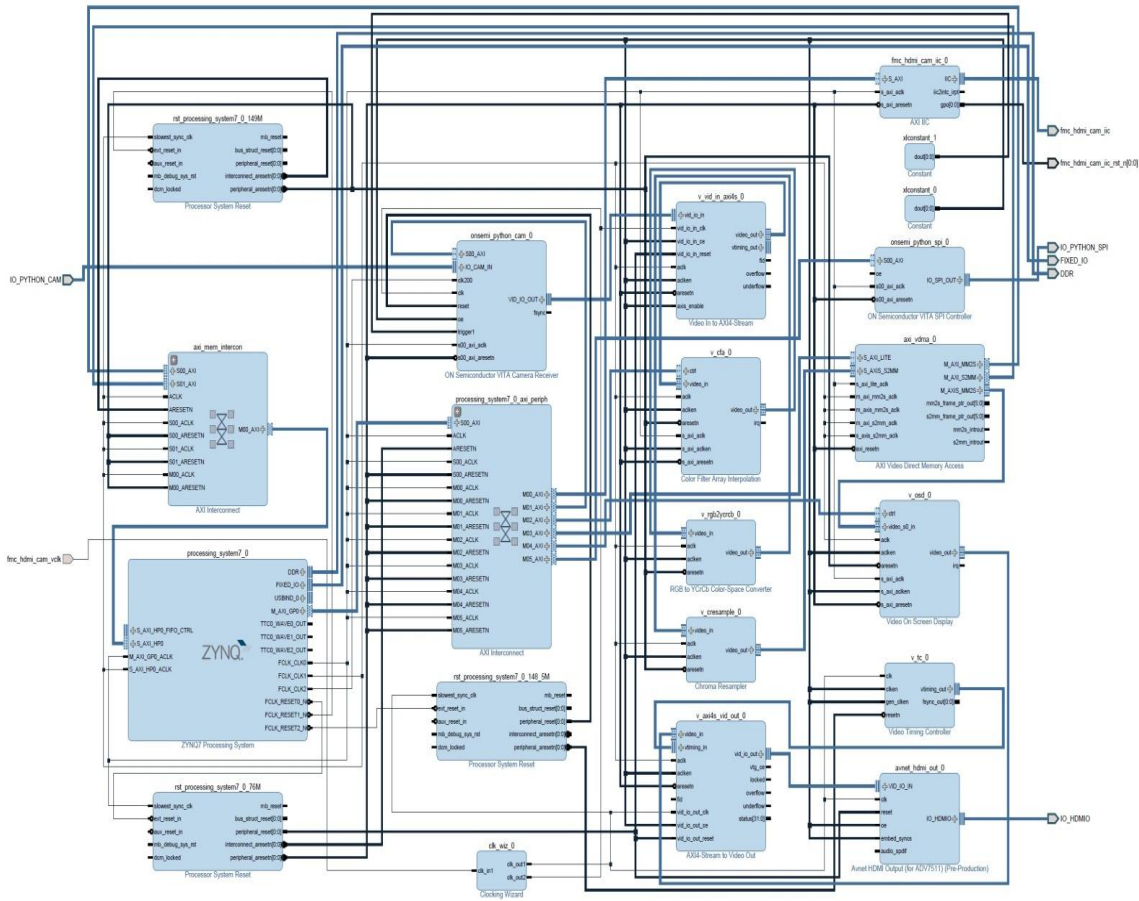 fmc_hdmi_cam_iic_0
S_AXI
s_axi_aclk
s_axi_aresetn
IIC
iic2intc_irpt
gpo[0:0]
AXI IIC
fmc_hdmi_cam_iic
fmc_hdmi_cam_iic_rst_n[0:0]
xlconstant_1
dout[0:0]
Constant
xlconstant_0
dout[0:0]
Constant
rst_processing_system7_0_149M
slowest_sync_clk
ext_reset_in
aux_reset_in
mb_debug_sys_rst
dcm_locked
mb_reset
bus_struct_reset[0:0]
peripheral_reset[0:0]
interconnect_aresetn[0:0]
peripheral_aresetn[0:0]
Processor System Reset
v_vid_in_axi4s_0
vid_io_in
vid_io_in_clk
vid_io_in_ce
vid_io_in_reset
aclk
aclken
aresetn
axis_enable
video_out
vtiming_out
fid
overflow
underflow
Video In to AXI4-Stream
onsemi_python_cam_0
S00_AXI
IO_CAM_IN
clk200
clk
reset
oe
trigger1
s00_axi_aclk
s00_axi_aresetn
VID_IO_OUT
fsync
ON Semiconductor VITA Camera Receiver
onsemi_python_spi_0
S00_AXI
oe
s00_axi_aclk
s00_axi_aresetn
IO_SPI_OUT
ON Semiconductor VITA SPI Controller
IO_PYTHON_SPI
FIXED_IO
DDR
IO_PYTHON_CAM
axi_mem_intercon
S00_AXI
S01_AXI
ACLK
ARESETN
S00_ACLK
S00_ARESETN
S01_ACLK
S01_ARESETN
M00_ACLK
M00_ARESETN
M00_AXI
AXI Interconnect
v_cfa_0
ctrl
video_in
aclk
aclken
aresetn
s_axi_aclk
s_axi_aclken
s_axi_aresetn
video_out
irq
Color Filter Array Interpolation
axi_vdma_0
S_AXI_LITE
S_AXIS_S2MM
s_axi_lite_aclk
m_axi_mm2s_aclk
m_axis_mm2s_aclk
m_axi_s2mm_aclk
s_axis_s2mm_aclk
axi_resetn
M_AXI_MM2S
M_AXI_S2MM
M_AXIS_MM2S
mm2s_frame_ptr_out[5:0]
s2mm_frame_ptr_out[5:0]
mm2s_introut
s2mm_introut
AXI Video Direct Memory Access
processing_system7_0_axi_periph
S00_AXI
ACLK
ARESETN
S00_ACLK
S00_ARESETN
M00_ACLK
M00_ARESETN
M01_ACLK
M01_ARESETN
M02_ACLK
M02_ARESETN
M03_ACLK
M03_ARESETN
M04_ACLK
M04_ARESETN
M05_ACLK
M05_ARESETN
M00_AXI
M01_AXI
M02_AXI
M03_AXI
M04_AXI
M05_AXI
AXI Interconnect
v_rgb2ycrcb_0
video_in
aclk
aclken
aresetn
video_out
RGB to YCrCb Color-Space Converter
v_osd_0
ctrl
video_s0_in
aclk
aclken
aresetn
s_axi_aclk
s_axi_aclken
s_axi_aresetn
video_out
irq
Video On Screen Display
fmc_hdmi_cam_vclk
processing_system7_0
S_AXI_HP0_FIFO_CTRL
S_AXI_HP0
M_AXI_GP0_ACLK
S_AXI_HP0_ACLK
ZYNQ
DDR
FIXED_IO
USBIND_0
M_AXI_GP0
TTC0_WAVE0_OUT
TTC0_WAVE1_OUT
TTC0_WAVE2_OUT
FCLK_CLK0
FCLK_CLK1
FCLK_CLK2
FCLK_RESET0_N
FCLK_RESET1_N
FCLK_RESET2_N
ZYNQ7 Processing System
v_cresample_0
video_in
aclk
aclken
aresetn
video_out
Chroma Resampler
v_tc_0
clk
clken
gen_clken
resetn
vtiming_out
fsync_out[0:0]
Video Timing Controller
rst_processing_system7_0_148_5M
slowest_sync_clk
ext_reset_in
aux_reset_in
mb_debug_sys_rst
dcm_locked
mb_reset
bus_struct_reset[0:0]
peripheral_reset[0:0]
interconnect_aresetn[0:0]
peripheral_aresetn[0:0]
Processor System Reset
v_axi4s_vid_out_0
video_in
vtiming_in
aclk
aclken
aresetn
fid
vid_io_out_clk
vid_io_out_ce
vid_io_out_reset
vid_io_out
vtg_ce
locked
overflow
underflow
status[31:0]
AXI4-Stream to Video Out
avnet_hdmi_out_0
VID_IO_IN
clk
reset
oe
embed_syncs
audio_spdif
IO_HDMIO
Avnet HDMI Output (for ADV7511) (Pre-Production)
IO_HDMIO
rst_processing_system7_0_76M
slowest_sync_clk
ext_reset_in
aux_reset_in
mb_debug_sys_rst
dcm_locked
mb_reset
bus_struct_reset[0:0]
peripheral_reset[0:0]
interconnect_aresetn[0:0]
peripheral_aresetn[0:0]
Processor System Reset
clk_wiz_0
clk_in1
clk_out1
clk_out2
Clocking Wizard